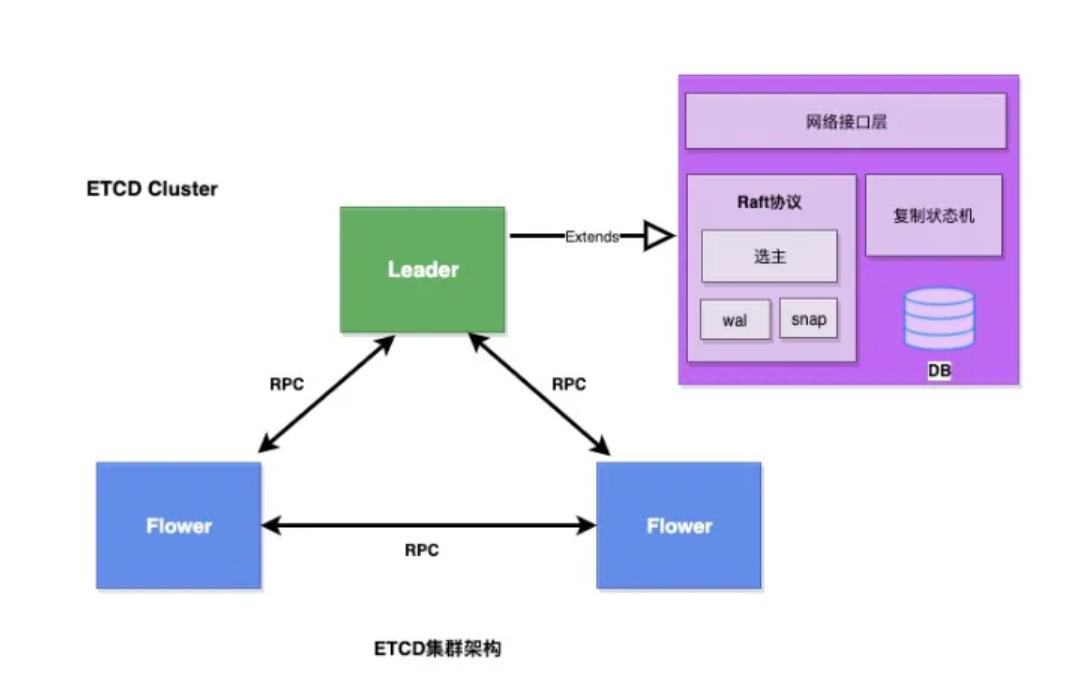 网络接口层
ETCD Cluster
Raft协议
复制状态机
Leader
Extends
选主
wal
snap
DB
RPC
RPC
Flower
Flower
RPC
ETCD集群架构